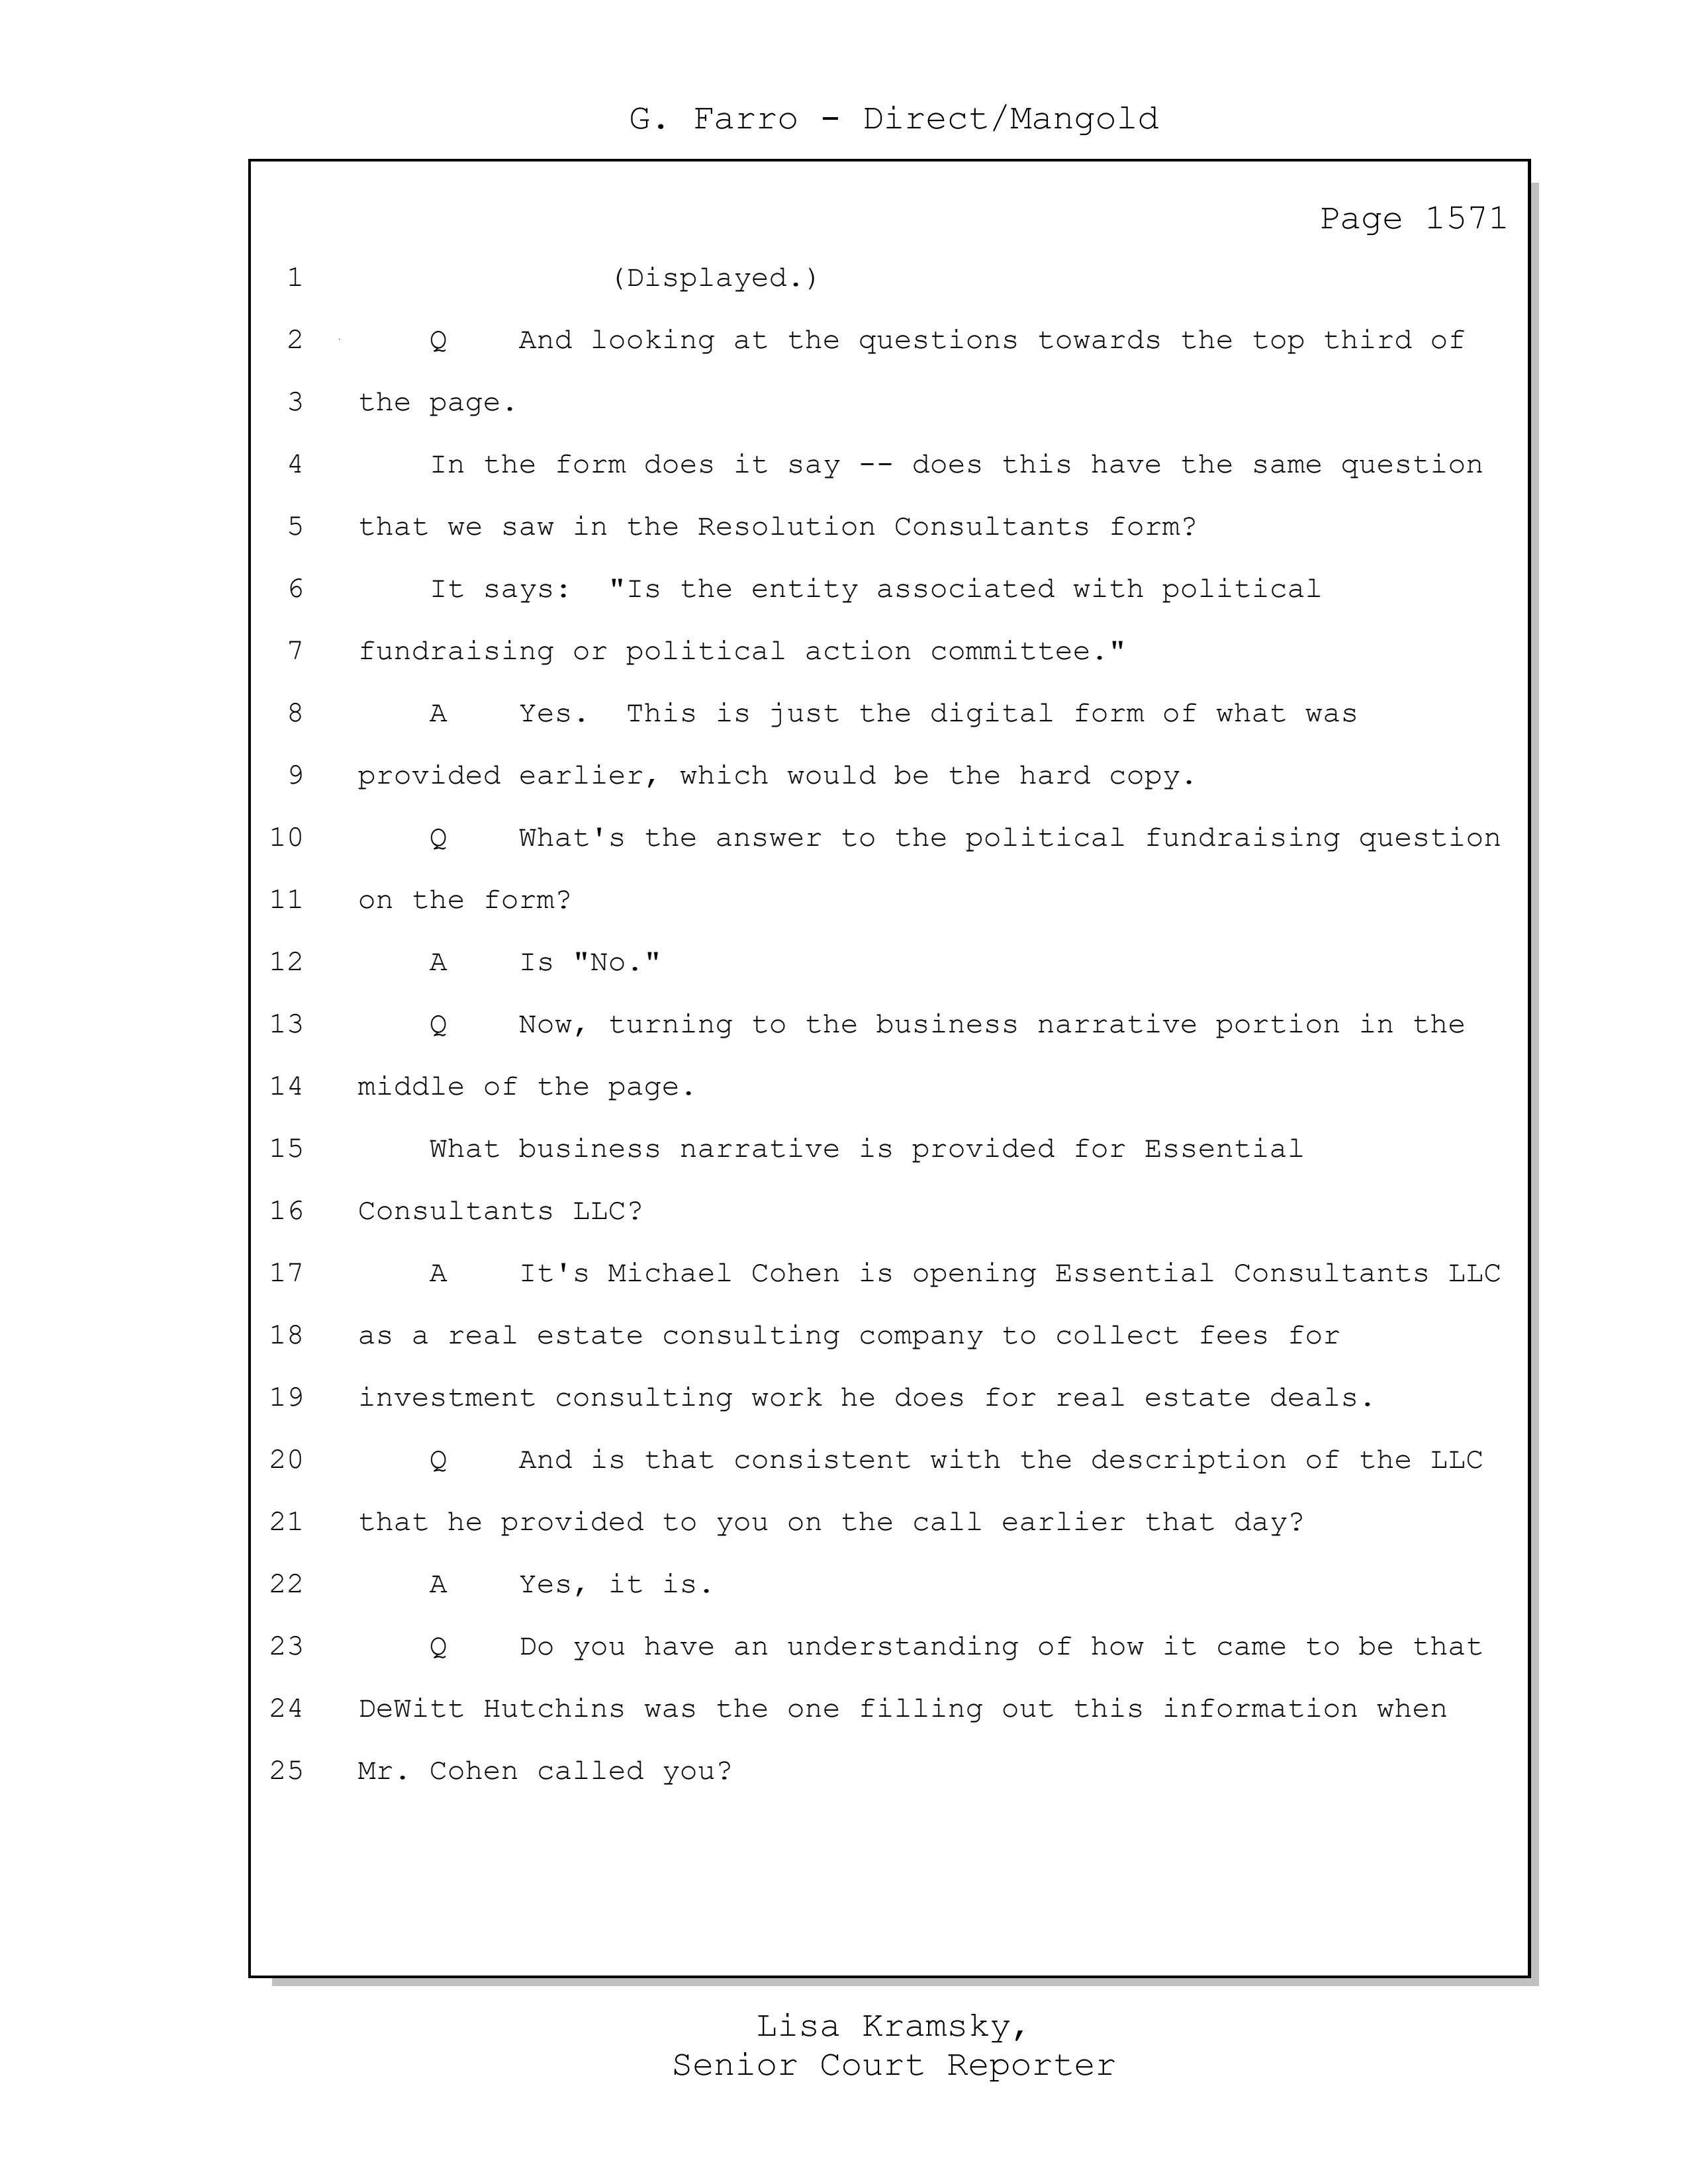 G. Farro - Direct/Mangold
Page 1571
1 (Displayed.)
2 Q And looking at the questions towards the top third of
3 the page.
4 In the form does it say -- does this have the same question
5 that we saw in the Resolution Consultants form?
6 It says: "Is the entity associated with political
7 fundraising or political action committee."
8 A Yes. This is just the digital form of what was
9 provided earlier, which would be the hard copy.
10 Q What's the answer to the political fundraising question
11 on the form?
12 A Is "No."
13 Q Now, turning to the business narrative portion in the
14 middle of the page.
15 What business narrative is provided for Essential
16 Consultants LLC?
17 A It's Michael Cohen is opening Essential Consultants LLC
18 as a real estate consulting company to collect fees for
19 investment consulting work he does for real estate deals.
20 Q And is that consistent with the description of the LLC
21 that he provided to you on the call earlier that day?
22 A Yes, it is.
23 Q Do you have an understanding of how it came to be that
24 DeWitt Hutchins was the one filling out this information when
25 Mr. Cohen called you?
Lisa Kramsky,
Senior Court Reporter